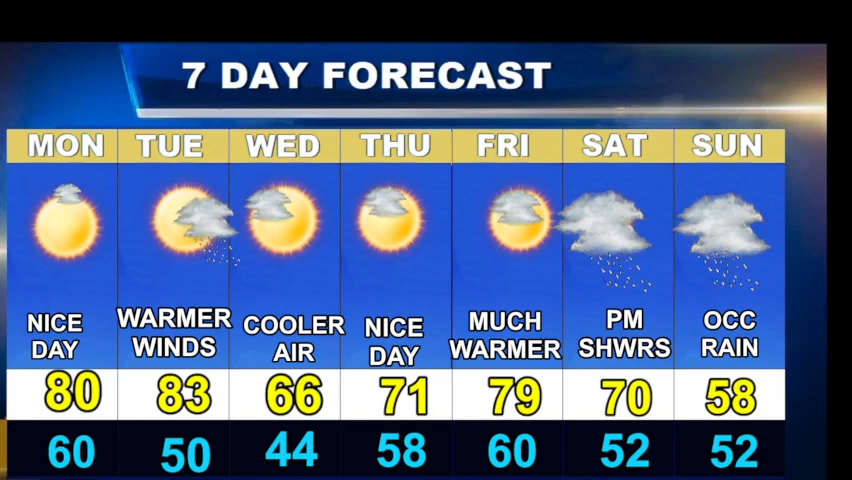 7 DAY FORECAST
MON TUE WED THU FRI SAT SUN
NICE DAY
WARMER WINDS
COOLER AIR
NICE DAY
MUCH WARMER
PM SHWRS
OCC RAIN
80 83 66 71 79 70 58
60 50 44 58 60 52 52